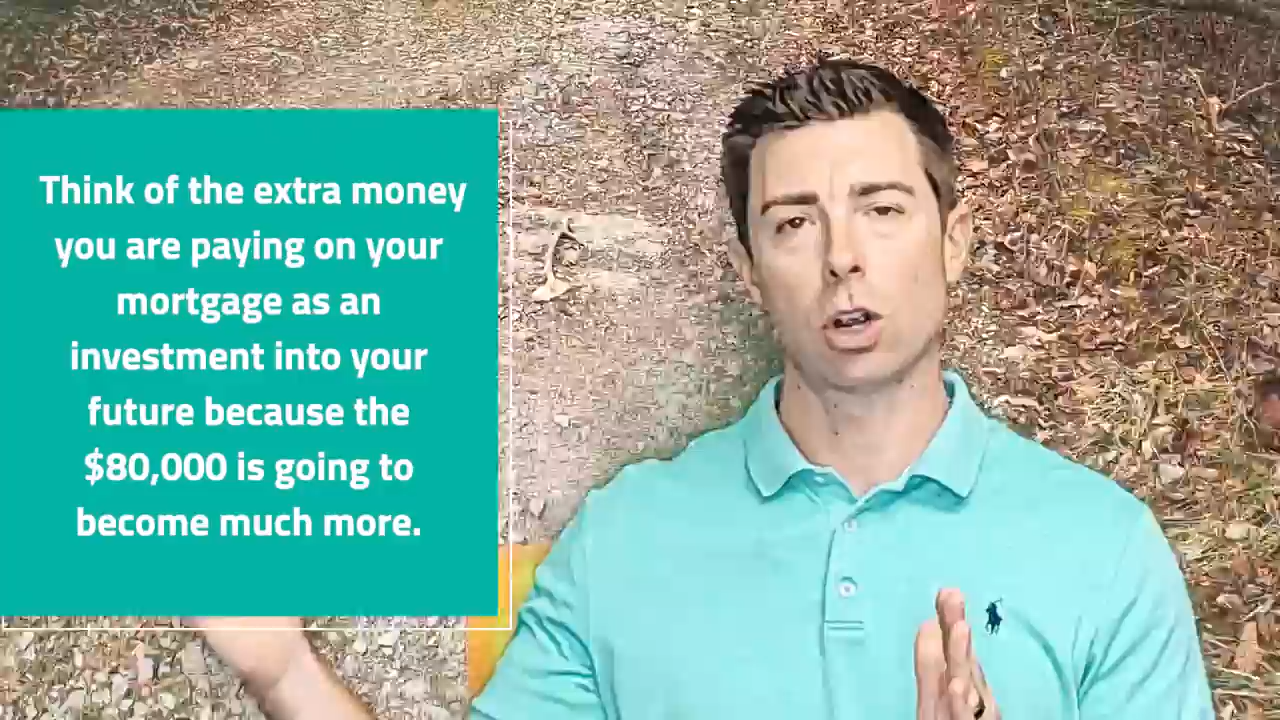 Think of the extra money
you are paying on your
mortgage as an
investment into your
future because the
$80,000 is going to
become much more.